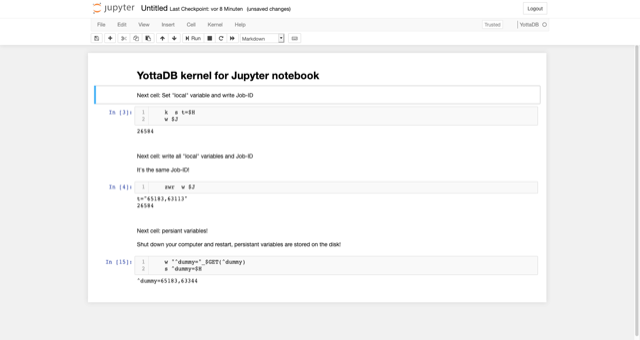 jupyter Untitled Last Checkpoint: vor 8 Minuten (unsaved changes) Logout
File Edit View Insert Cell Kernel Help Trusted YottaDB
Run Markdown
YottaDB kernel for Jupyter notebook
Next cell: Set "local" variable and write Job-ID
In [3]: 1 k s t=$H
2 w $J
26504
Next cell: write all "local" variables and Job-ID
It's the same Job-ID!
In [4]: 1 zwr w $J
t="65183,63113"
26504
Next cell: persiant variables!
Shut down your computer and restart, persistant variables are stored on the disk!
In [15]: 1 w "^dummy="_$GET(^dummy)
2 s ^dummy=$H
^dummy=65183,63344